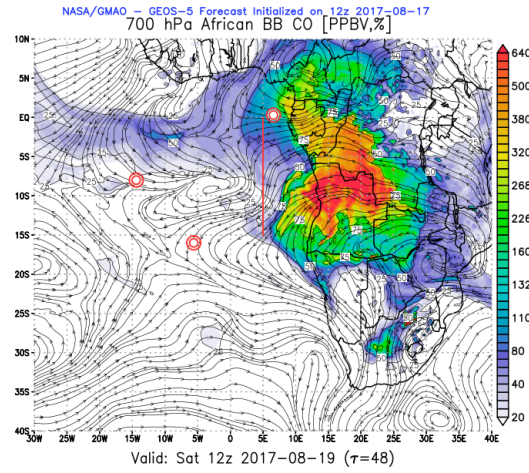 NASA/GMAO - GEOS-5 Forecast Initialized on 12z 2017-08-17
700 hPa African BB CO [PPBV,%]
10N
5N
EQ
5S
10S
15S
20S
25S
30S
35S
40S
30W 25W 20W 15W 10W 5W 0 5E 10E 15E 20E 25E 30E 35E 40E
640
520
380
320
268
226
160
132
110
80
40
20
Valid: Sat 12z 2017-08-19 (τ=48)